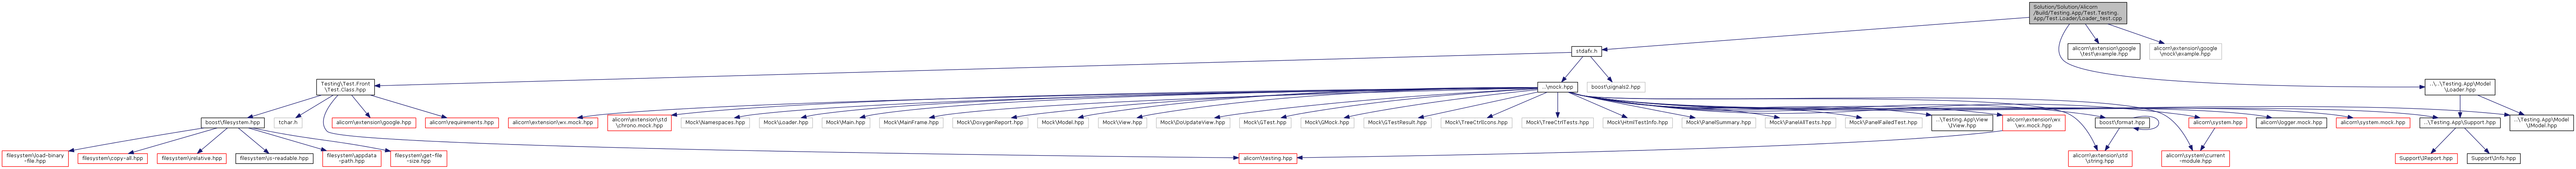 Solution/Solution/Alicorn
/Build/Testing.App/Test.Testing.
App/Test.Loader/Loader_test.cpp
stdafx.h
alicorn\extension\google
\test\example.hpp
alicorn\extension\google
\mock\example.hpp
Testing\Test.Front
\Test.Class.hpp
...\mock.hpp
boost\signals2.hpp
..\...\Testing.App\Model
\Loader.hpp
boost\filesystem.hpp
tchar.h
alicorn\extension\google.hpp
alicorn\requirements.hpp
alicorn\extension\wx.mock.hpp
alicorn\extension\std
\chrono.mock.hpp
Mock\Namespaces.hpp
Mock\Loader.hpp
Mock\Main.hpp
Mock\MainFrame.hpp
Mock\DoxygenReport.hpp
Mock\Model.hpp
Mock\View.hpp
Mock\DoUpdateView.hpp
Mock\GTest.hpp
Mock\GMock.hpp
Mock\GTestResult.hpp
Mock\TreeCtrlIcons.hpp
Mock\TreeCtrlTests.hpp
Mock\HtmlTestInfo.hpp
Mock\PanelSummary.hpp
Mock\PanelAllTests.hpp
Mock\PanelFailedTest.hpp
...\Testing.App\View
\IView.hpp
alicorn\extension\wx
\wx.mock.hpp
boost\format.hpp
alicorn\system.hpp
alicorn\logger.mock.hpp
alicorn\system.mock.hpp
...\Testing.App\Support.hpp
...\Testing.App\Model
\IModel.hpp
filesystem\load-binary
-file.hpp
filesystem\copy-all.hpp
filesystem\relative.hpp
filesystem\is-readable.hpp
filesystem\appdata
-path.hpp
filesystem\get-file
-size.hpp
alicorn\testing.hpp
alicorn\extension\std
\string.hpp
alicorn\system\current
-module.hpp
Support\IReport.hpp
Support\Info.hpp